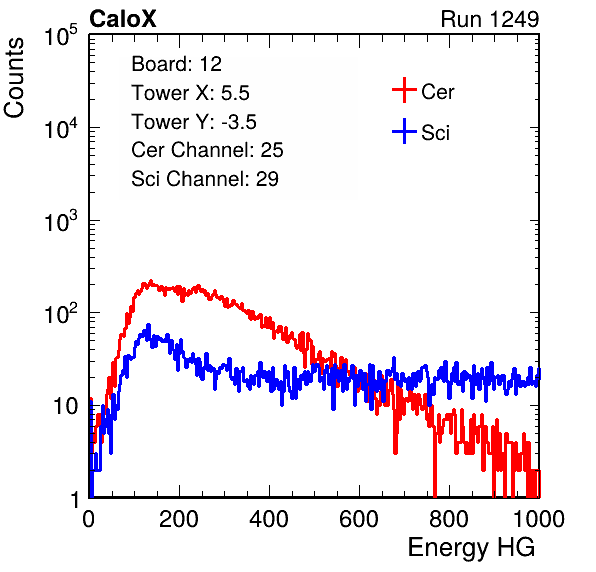 CaloX
Run 1249
Counts
Board: 12
Tower X: 5.5
Tower Y: -3.5
Cer Channel: 25
Sci Channel: 29
Cer
Sci
10^5
10^4
10^3
10^2
10
1
0 200 400 600 800 1000
Energy HG